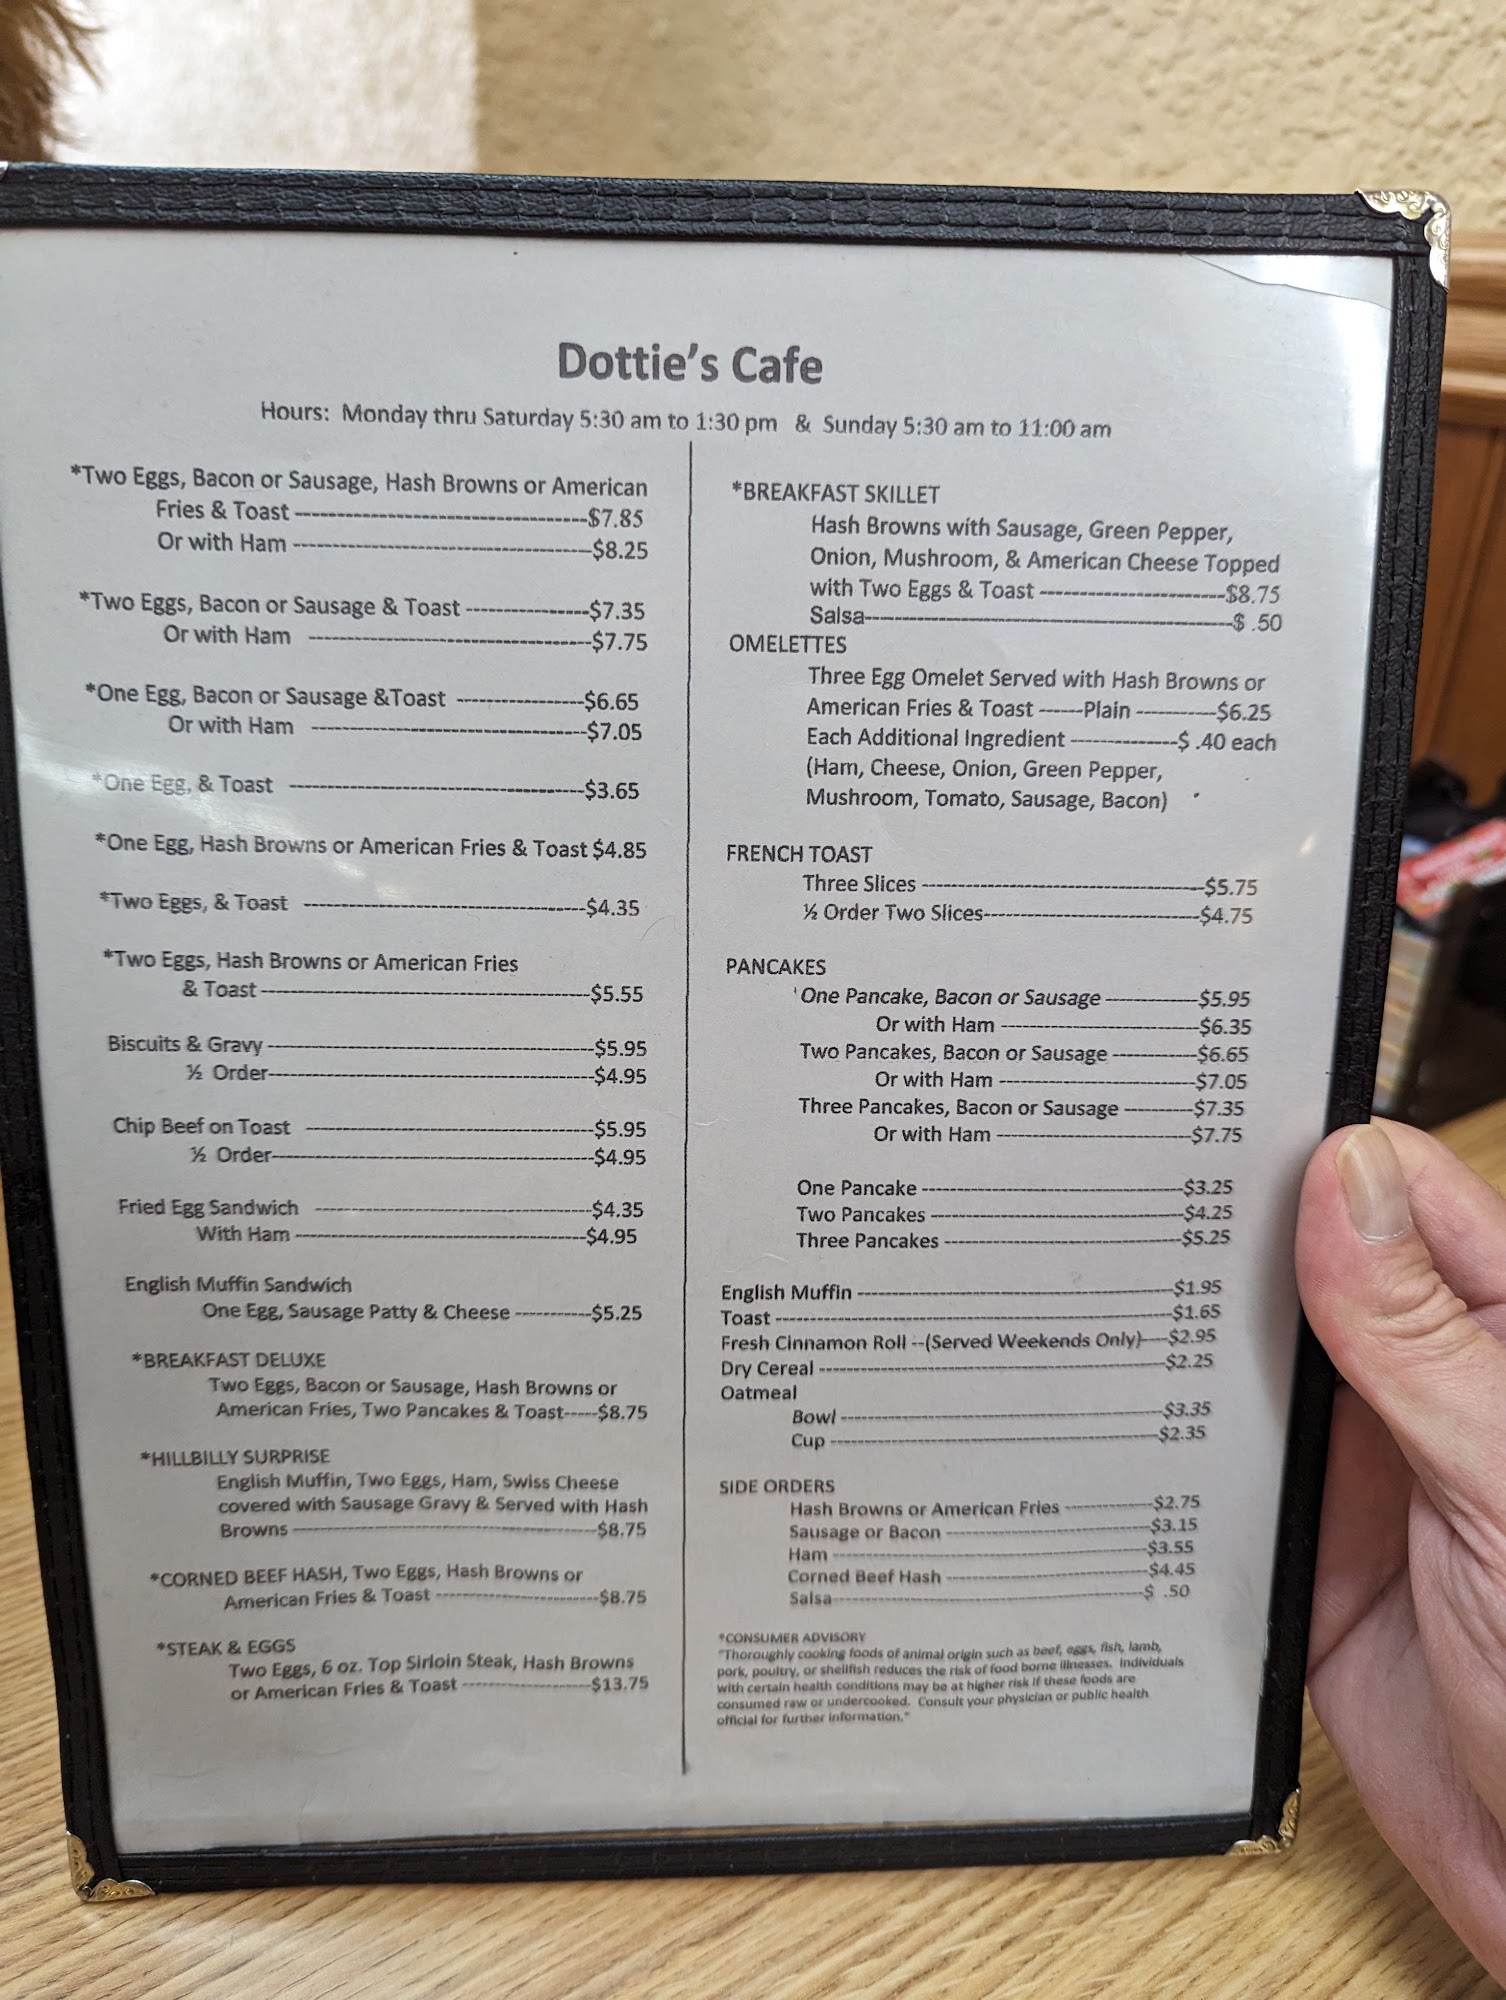 Dottie's Cafe
Hours: Monday thru Saturday 5:30 am to 1:30 pm & Sunday 5:30 am to 11:00 am
*Two Eggs, Bacon or Sausage, Hash Browns or American
Fries & Toast ----------$7.85
Or with Ham ----------$8.25
*Two Eggs, Bacon or Sausage & Toast ----------$7.35
Or with Ham ----------$7.75
*One Egg, Bacon or Sausage &Toast ----------$6.65
Or with Ham ----------$7.05
*One Egg, & Toast ----------$3.65
*One Egg, Hash Browns or American Fries & Toast $4.85
*Two Eggs, & Toast ----------$4.35
*Two Eggs, Hash Browns or American Fries
& Toast ----------$5.55
Biscuits & Gravy ----------$5.95
½ Order----------$4.95
Chip Beef on Toast ----------$5.95
½ Order----------$4.95
Fried Egg Sandwich ----------$4.35
With Ham ----------$4.95
English Muffin Sandwich
One Egg, Sausage Patty & Cheese ----------$5.25
*BREAKFAST DELUXE
Two Eggs, Bacon or Sausage, Hash Browns or
American Fries, Two Pancakes & Toast-----$8.75
*HILLBILLY SURPRISE
English Muffin, Two Eggs, Ham, Swiss Cheese
covered with Sausage Gravy & Served with Hash
Browns ----------$8.75
*CORNED BEEF HASH, Two Eggs, Hash Browns or
American Fries & Toast ----------$8.75
*STEAK & EGGS
Two Eggs, 6 oz. Top Sirloin Steak, Hash Browns
or American Fries & Toast ----------$13.75
*BREAKFAST SKILLET
Hash Browns with Sausage, Green Pepper,
Onion, Mushroom, & American Cheese Topped
with Two Eggs & Toast ----------$8.75
Salsa----------$ .50
OMELETTES
Three Egg Omelet Served with Hash Browns or
American Fries & Toast ------Plain ----------$6.25
Each Additional Ingredient ----------$ .40 each
(Ham, Cheese, Onion, Green Pepper,
Mushroom, Tomato, Sausage, Bacon)
FRENCH TOAST
Three Slices ----------$5.75
½ Order Two Slices----------$4.75
PANCAKES
One Pancake, Bacon or Sausage ----------$5.95
Or with Ham ----------$6.35
Two Pancakes, Bacon or Sausage ----------$6.65
Or with Ham ----------$7.05
Three Pancakes, Bacon or Sausage ----------$7.35
Or with Ham ----------$7.75
One Pancake ----------$3.25
Two Pancakes ----------$4.25
Three Pancakes ----------$5.25
English Muffin ----------$1.95
Toast ----------$1.65
Fresh Cinnamon Roll --(Served Weekends Only)----$2.95
Dry Cereal ----------$2.25
Oatmeal
Bowl ----------$3.35
Cup ----------$2.35
SIDE ORDERS
Hash Browns or American Fries ----------$2.75
Sausage or Bacon ----------$3.15
Ham ----------$3.55
Corned Beef Hash ----------$4.45
Salsa----------$ .50
*CONSUMER ADVISORY
"Thoroughly cooking foods of animal origin such as beef, eggs, fish, lamb,
pork, poultry, or shellfish reduces the risk of food borne illnesses. Individuals
with certain health conditions may be at higher risk if these foods are
consumed raw or undercooked. Consult your physician or public health
official for further information."